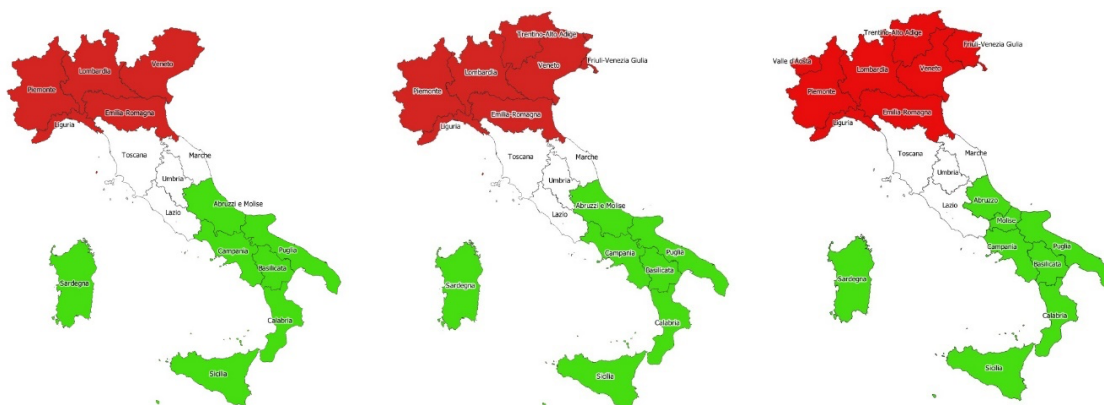 Veneto
Lombardia
Piemonte
Emilia-Romagna
Liguria
Toscana
Marche
Umbria
Lazio
Abruzzi e Molise
Campania
Puglia
Basilicata
Sardegna
Calabria
Sicilia
Trentino-Alto Adige
Friuli-Venezia Giulia
Veneto
Lombardia
Piemonte
Emilia-Romagna
Liguria
Toscana
Marche
Umbria
Lazio
Abruzzi e Molise
Campania
Puglia
Basilicata
Sardegna
Calabria
Sicilia
Trentino-Alto Adige
Friuli-Venezia Giulia
Valle d'Aosta
Veneto
Lombardia
Piemonte
Emilia-Romagna
Liguria
Toscana
Marche
Umbria
Lazio
Abruzzo
Molise
Campania
Puglia
Basilicata
Sardegna
Calabria
Sicilia